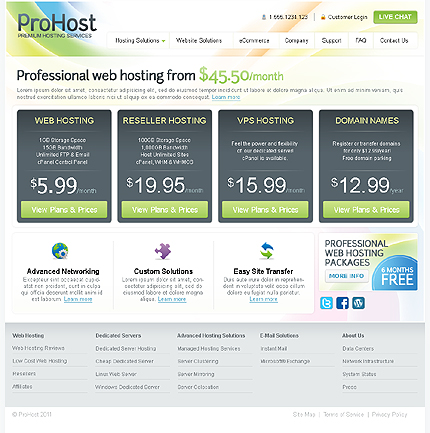 ProHost
PREMIUM HOSTING SERVICES
1.555.1231.123 Customer Login LIVE CHAT
Hosting Solutions Website Solutions eCommerce Company Support FAQ Contact Us
Professional web hosting from $45.50/month
Lorem ipsum dolor sit amet, consectetur adipisicing elit, sed do eiusmod tempor incididunt ut labore et dolore magna aliqua. Ut enim ad minim veniam, quis
nostrud exercitation ullamco laboris nisi ut aliquip ex ea commodo consequat. Learn more
WEB HOSTING
1GB Storage Space
15GB Bandwidth
Unlimited FTP & Email
cPanel Control Panel
$5.99/month
View Plans & Prices
RESELLER HOSTING
100GB Storage Space
1,000GB Bandwidth
Host Unlimited Sites
cPanel, WHM & WHMCS
$19.95/month
View Plans & Prices
VPS HOSTING
Feel the power and flexibility
of our dedicated server
cPanel is available.
$15.99/month
View Plans & Prices
DOMAIN NAMES
Register or transfer domains
for only $12.99/year
Free domain parking
$12.99/year
View Plans & Prices
Advanced Networking
Excepteur sint occaecat cupid-
atat non proident, sunt in culpa
qui officia deserunt mollit anim id
est laborum. Learn more
Custom Solutions
Lorem ipsum dolor sit amet, con-
sectetur adipisicing elit, sed do
eiusmod tempor ut labore et dolore
magna aliqua. Learn more
Easy Site Transfer
Duis aute irure dolor in reprehen-
derit in voluptate velit esse cillum
dolore eu fugiat nulla pariatur.
Learn more
PROFESSIONAL
WEB HOSTING
PACKAGES
MORE INFO
6 MONTHS
FREE
Web Hosting
Web Hosting Reviews
Low Cost Web Hosting
Resellers
Affiliates
Dedicated Servers
Dedicated Server Hosting
Cheap Dedicated Server
Linux Web Server
Windows Dedicated Server
Advanced Hosting Solutions
Managed Hosting Services
Server Clustering
Server Mirroring
Server Colocation
E-Mail Solutions
Instant Mail
Microsoft Exchange
About Us
Data Centers
Network Infrastructure
System Status
Press
© ProHost 2011
Site Map | Terms of Service | Privacy Policy